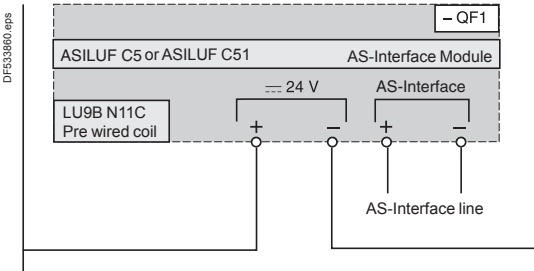 DF533860.eps
– QF1
ASILUF C5 or ASILUF C51 AS-Interface Module
⎓ 24 V AS-Interface
LU9B N11C
Pre wired coil
+ – + –
AS-Interface line